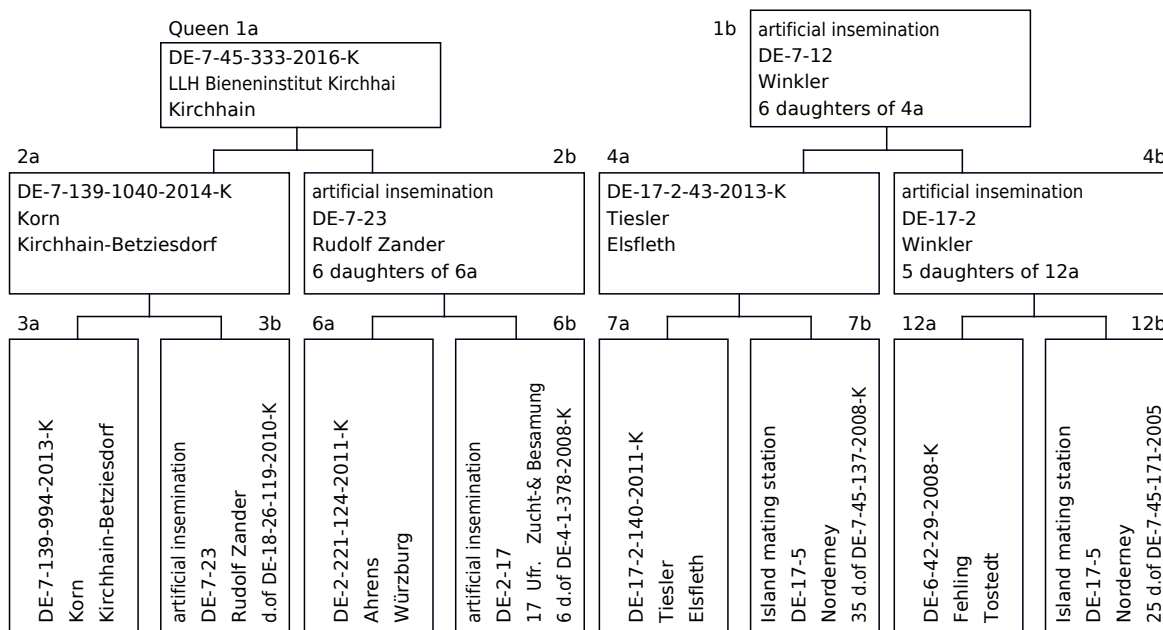 Queen 1a
DE-7-45-333-2016-K
LLH Bieneninstitut Kirchhai
Kirchhain
1b
artificial insemination
DE-7-12
Winkler
6 daughters of 4a
2a
DE-7-139-1040-2014-K
Korn
Kirchhain-Betziesdorf
2b
artificial insemination
DE-7-23
Rudolf Zander
6 daughters of 6a
4a
DE-17-2-43-2013-K
Tiesler
Elsfleth
4b
artificial insemination
DE-17-2
Winkler
5 daughters of 12a
3a
DE-7-139-994-2013-K
Korn
Kirchhain-Betziesdorf
3b
artificial insemination
DE-7-23
Rudolf Zander
d.of DE-18-26-119-2010-K
6a
DE-2-221-124-2011-K
Ahrens
Würzburg
6b
artificial insemination
DE-2-17
17 Ufr. Zucht-& Besamung
6 d.of DE-4-1-378-2008-K
7a
DE-17-2-140-2011-K
Tiesler
Elsfleth
7b
Island mating station
DE-17-5
Norderney
35 d.of DE-7-45-137-2008-K
12a
DE-6-42-29-2008-K
Fehling
Tostedt
12b
Island mating station
DE-17-5
Norderney
25 d.of DE-7-45-171-2005